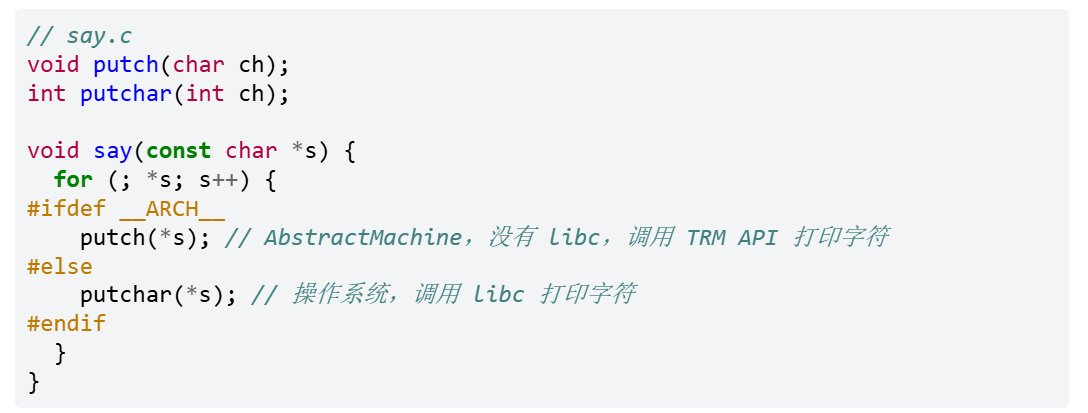 // say.c
void putch(char ch);
int putchar(int ch);

void say(const char *s) {
  for (; *s; s++) {
#ifdef __ARCH__
    putch(*s); // AbstractMachine，没有 libc，调用 TRM API 打印字符
#else
    putchar(*s); // 操作系统，调用 libc 打印字符
#endif
  }
}